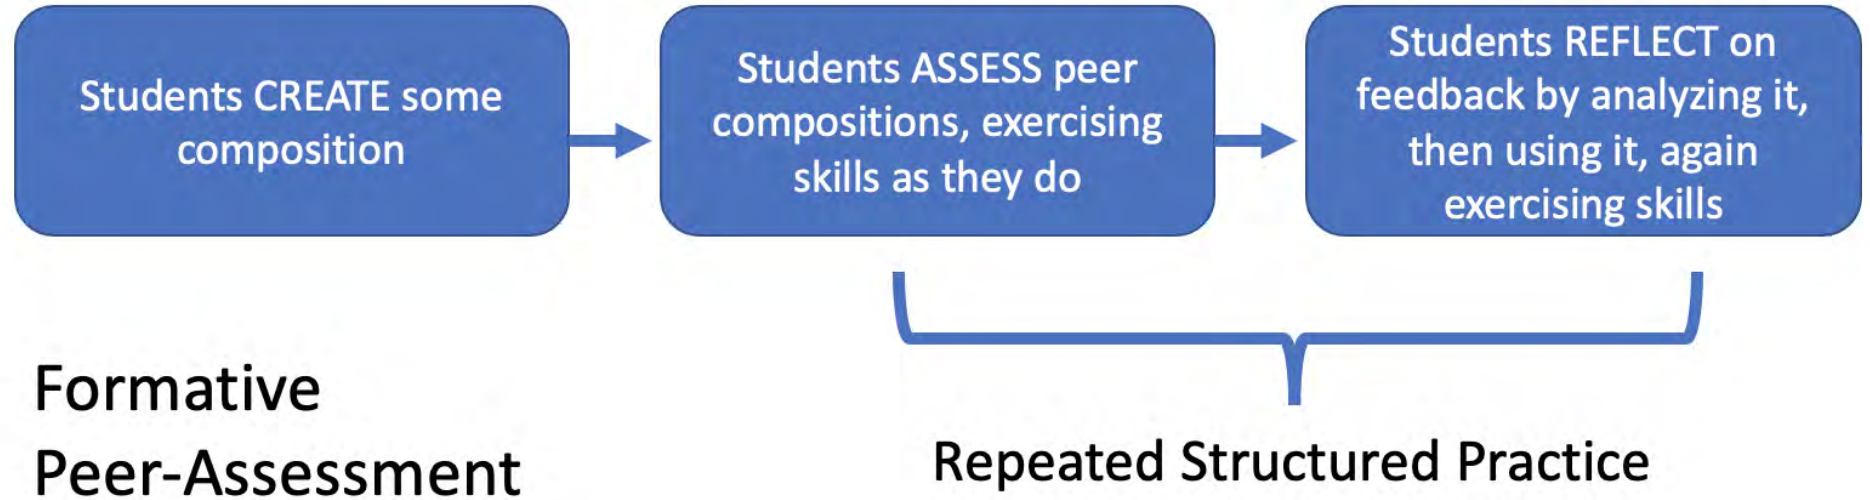 Students CREATE some
composition
Students ASSESS peer
compositions, exercising
skills as they do
Students REFLECT on
feedback by analyzing it,
then using it, again
exercising skills
Formative
Peer-Assessment
Repeated Structured Practice